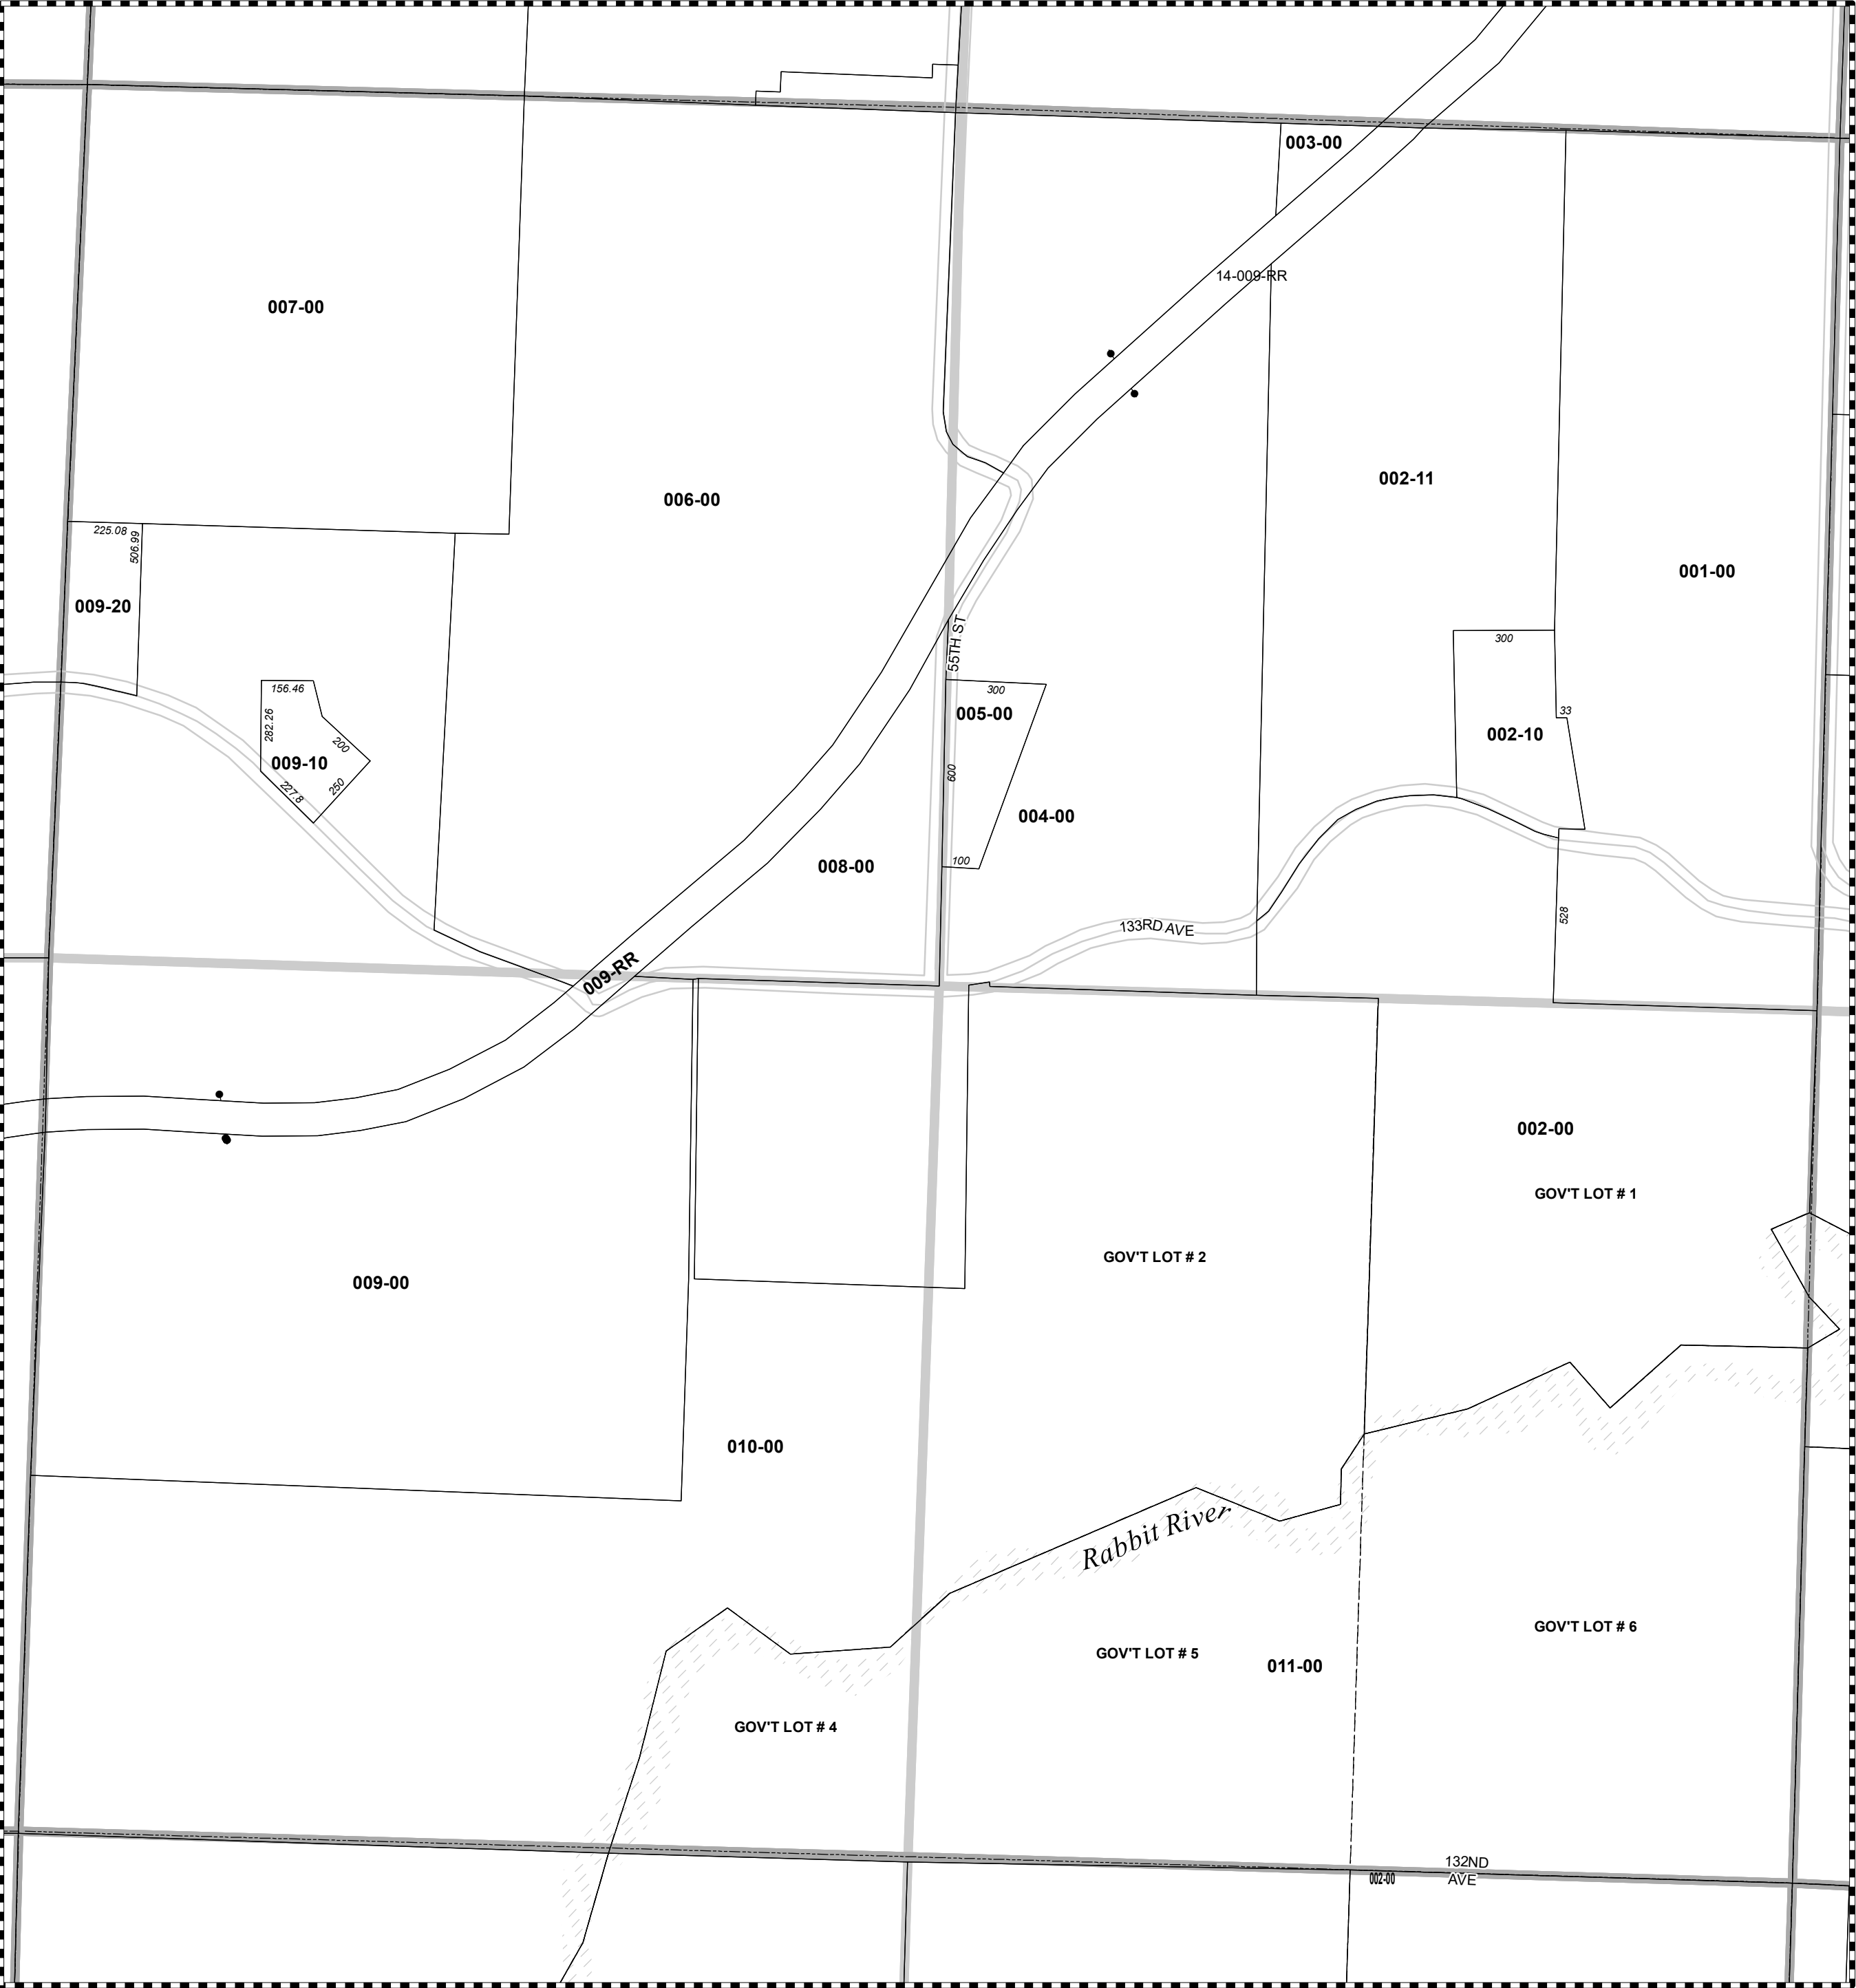 003-00
14-009-RR
007-00
002-11
006-00
225.08
506.99
001-00
009-20
55TH ST
300
156.46
300
005-00
33
282.26
002-10
200
009-10
600
250
227.8
004-00
100
008-00
528
133RD AVE
009-RR
002-00
GOV'T LOT # 1
GOV'T LOT # 2
009-00
010-00
Rabbit River
GOV'T LOT # 6
GOV'T LOT # 5
011-00
GOV'T LOT # 4
132ND
AVE
002-00